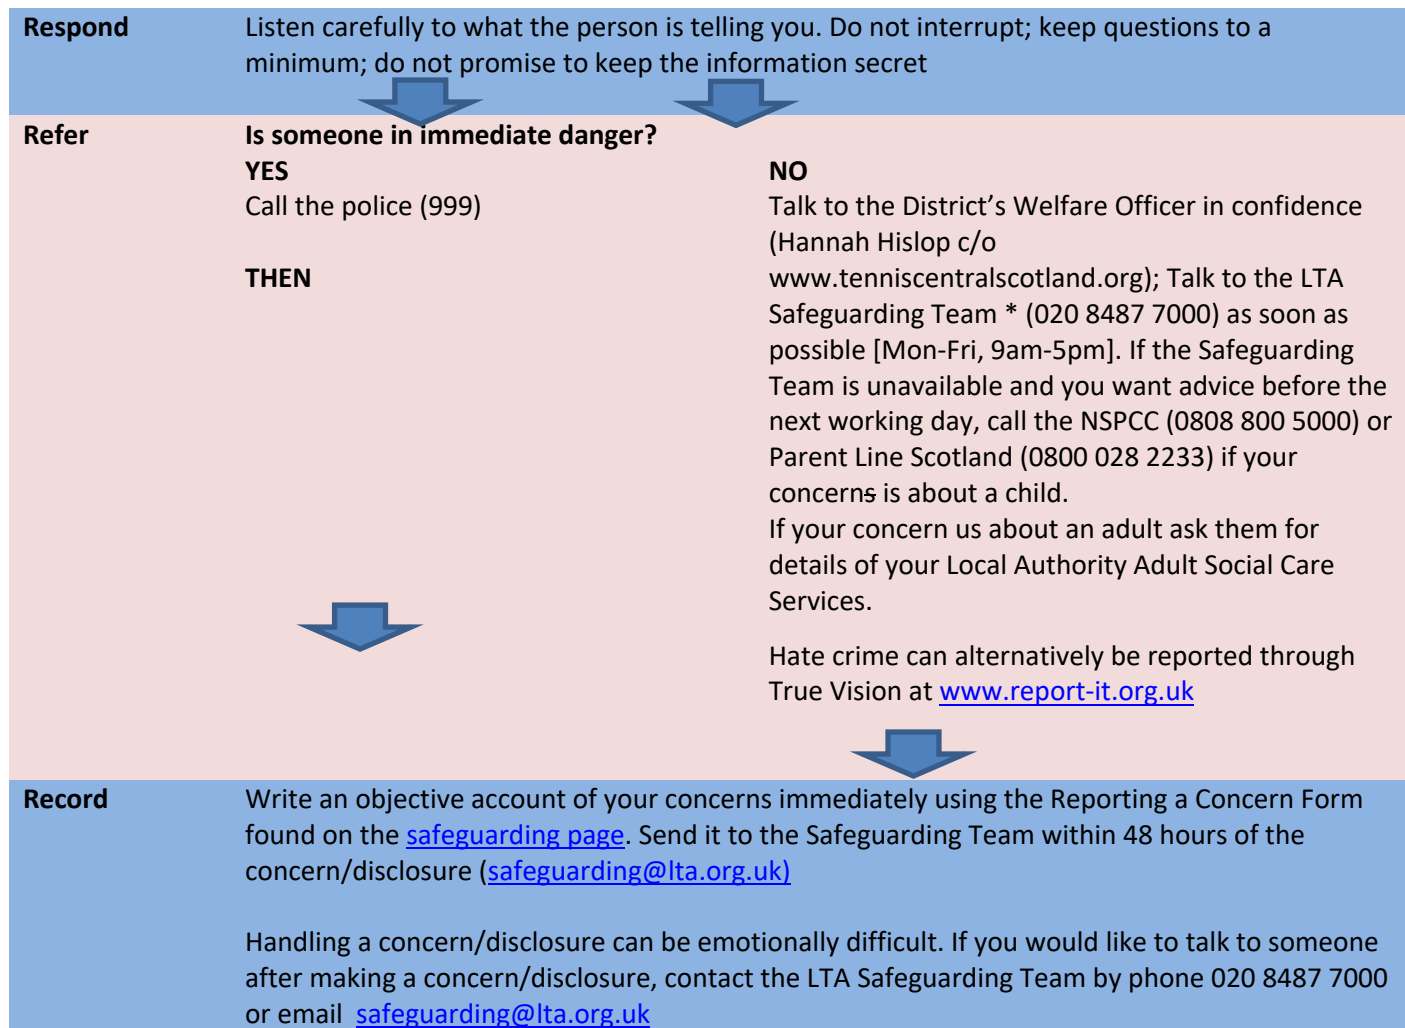 Respond
Listen carefully to what the person is telling you. Do not interrupt; keep questions to a
minimum; do not promise to keep the information secret
Refer
Is someone in immediate danger?
YES
Call the police (999)
THEN
NO
Talk to the District’s Welfare Officer in confidence
(Hannah Hislop c/o
www.tenniscentralscotland.org); Talk to the LTA
Safeguarding Team * (020 8487 7000) as soon as
possible [Mon-Fri, 9am-5pm]. If the Safeguarding
Team is unavailable and you want advice before the
next working day, call the NSPCC (0808 800 5000) or
Parent Line Scotland (0800 028 2233) if your
concerns is about a child.
If your concern us about an adult ask them for
details of your Local Authority Adult Social Care
Services.
Hate crime can alternatively be reported through
True Vision at www.report-it.org.uk
Record
Write an objective account of your concerns immediately using the Reporting a Concern Form
found on the safeguarding page. Send it to the Safeguarding Team within 48 hours of the
concern/disclosure (safeguarding@lta.org.uk)
Handling a concern/disclosure can be emotionally difficult. If you would like to talk to someone
after making a concern/disclosure, contact the LTA Safeguarding Team by phone 020 8487 7000
or email safeguarding@lta.org.uk